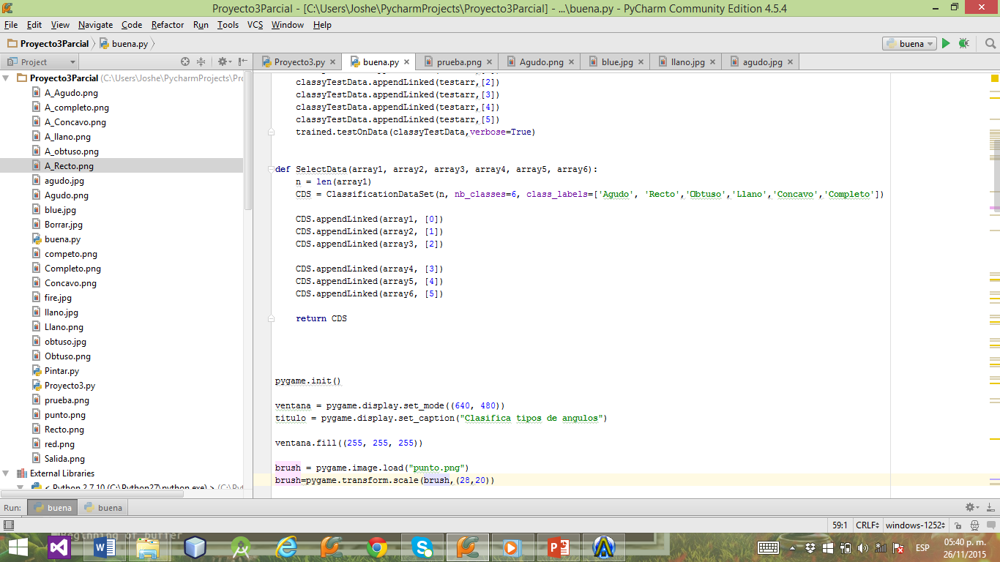 Proyecto3Parcial - [C:\Users\Joshe\PycharmProjects\Proyecto3Parcial] - ...\buena.py - PyCharm Community Edition 4.5.4
File Edit View Navigate Code Refactor Run Tools VCS Window Help
Proyecto3Parcial buena.py buena
Project
Proyecto3.py buena.py prueba.png Agudo.png blue.jpg llano.jpg agudo.jpg
Proyecto3Parcial (C:\Users\Joshe\PycharmProjects\Pr
A_Agudo.png
A_completo.png
A_Concavo.png
A_llano.png
A_obtuso.png
A_Recto.png
agudo.jpg
Agudo.png
blue.jpg
Borrar.jpg
buena.py
competo.png
Completo.png
Concavo.png
fire.jpg
llano.jpg
Llano.png
obtuso.jpg
Obtuso.png
Pintar.py
Proyecto3.py
prueba.png
punto.png
Recto.png
red.png
Salida.png
External Libraries
< Python 2.7.10 (C:\Python27\python.exe) > (C:\Py
classyTestData.appendLinked(testarr,[2])
classyTestData.appendLinked(testarr,[3])
classyTestData.appendLinked(testarr,[4])
classyTestData.appendLinked(testarr,[5])
trained.testOnData(classyTestData,verbose=True)
def SelectData(array1, array2, array3, array4, array5, array6):
n = len(array1)
CDS = ClassificationDataSet(n, nb_classes=6, class_labels=['Agudo', 'Recto','Obtuso','Llano','Concavo','Completo'])
CDS.appendLinked(array1, [0])
CDS.appendLinked(array2, [1])
CDS.appendLinked(array3, [2])
CDS.appendLinked(array4, [3])
CDS.appendLinked(array5, [4])
CDS.appendLinked(array6, [5])
return CDS
pygame.init()
ventana = pygame.display.set_mode((640, 480))
titulo = pygame.display.set_caption("Clasifica tipos de angulos")
ventana.fill((255, 255, 255))
brush = pygame.image.load("punto.png")
brush=pygame.transform.scale(brush,(28,20))
Run: buena buena
59:1 CRLF windows-1252
Beginning of buffer
ESP
05:40 p. m.
26/11/2015